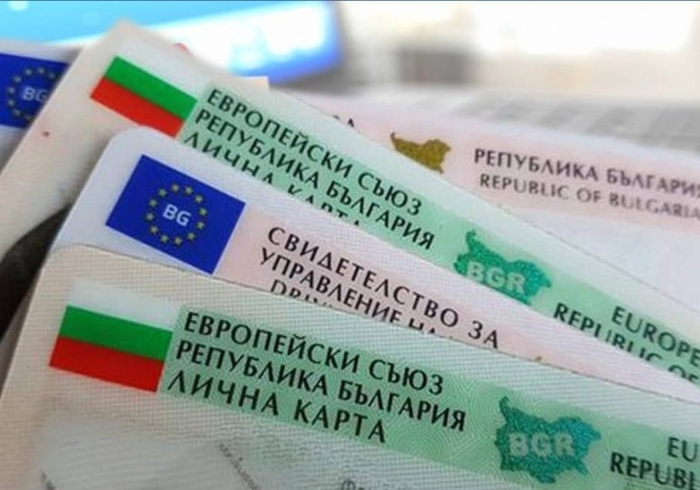 BG
РЕПУБЛИКА БЪЛГАРИЯ
REPUBLIC OF BULGARIA
ЕВРОПЕЙСКИ СЪЮЗ
РЕПУБЛИКА БЪЛГАРИЯ
ЛИЧНА КАРТА
BGR
EUROPE
REPUBLIC O
BG
СВИДЕТЕЛСТВО ЗА
УПРАВЛЕНИЕ НА
ЕВРОПЕЙСКИ СЪЮЗ
РЕПУБЛИКА БЪЛГАРИЯ
ЛИЧНА КАРТА
BGR
EU
REPUBL